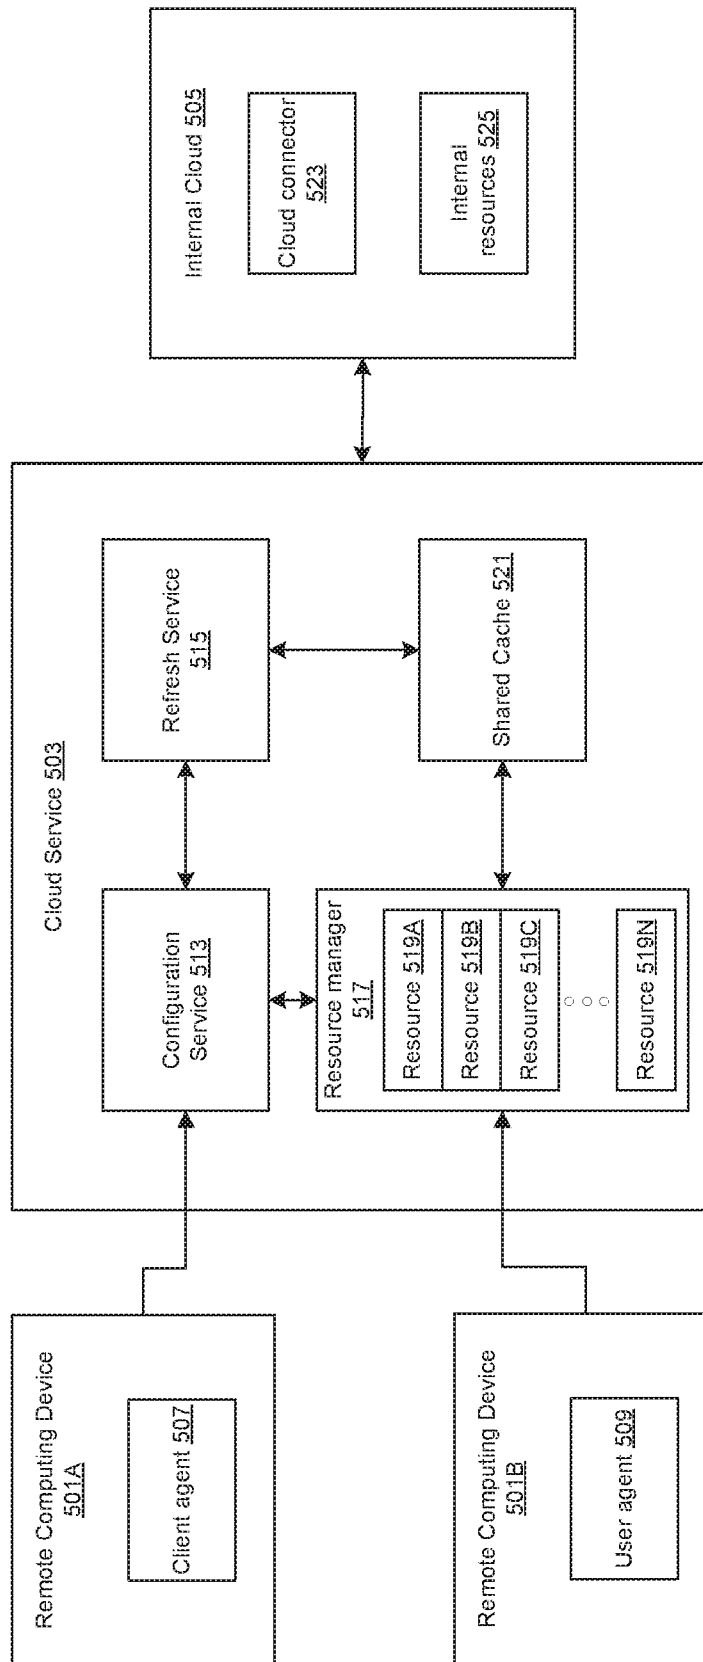 Remote Computing Device
501A
Client agent 507
Remote Computing Device
501B
User agent 509
Cloud Service 503
Configuration
Service 513
Refresh Service
515
Resource manager
517
Resource 519A
Resource 519B
Resource 519C
Resource 519N
Shared Cache 521
Internal Cloud 505
Cloud connector
523
Internal
resources 525